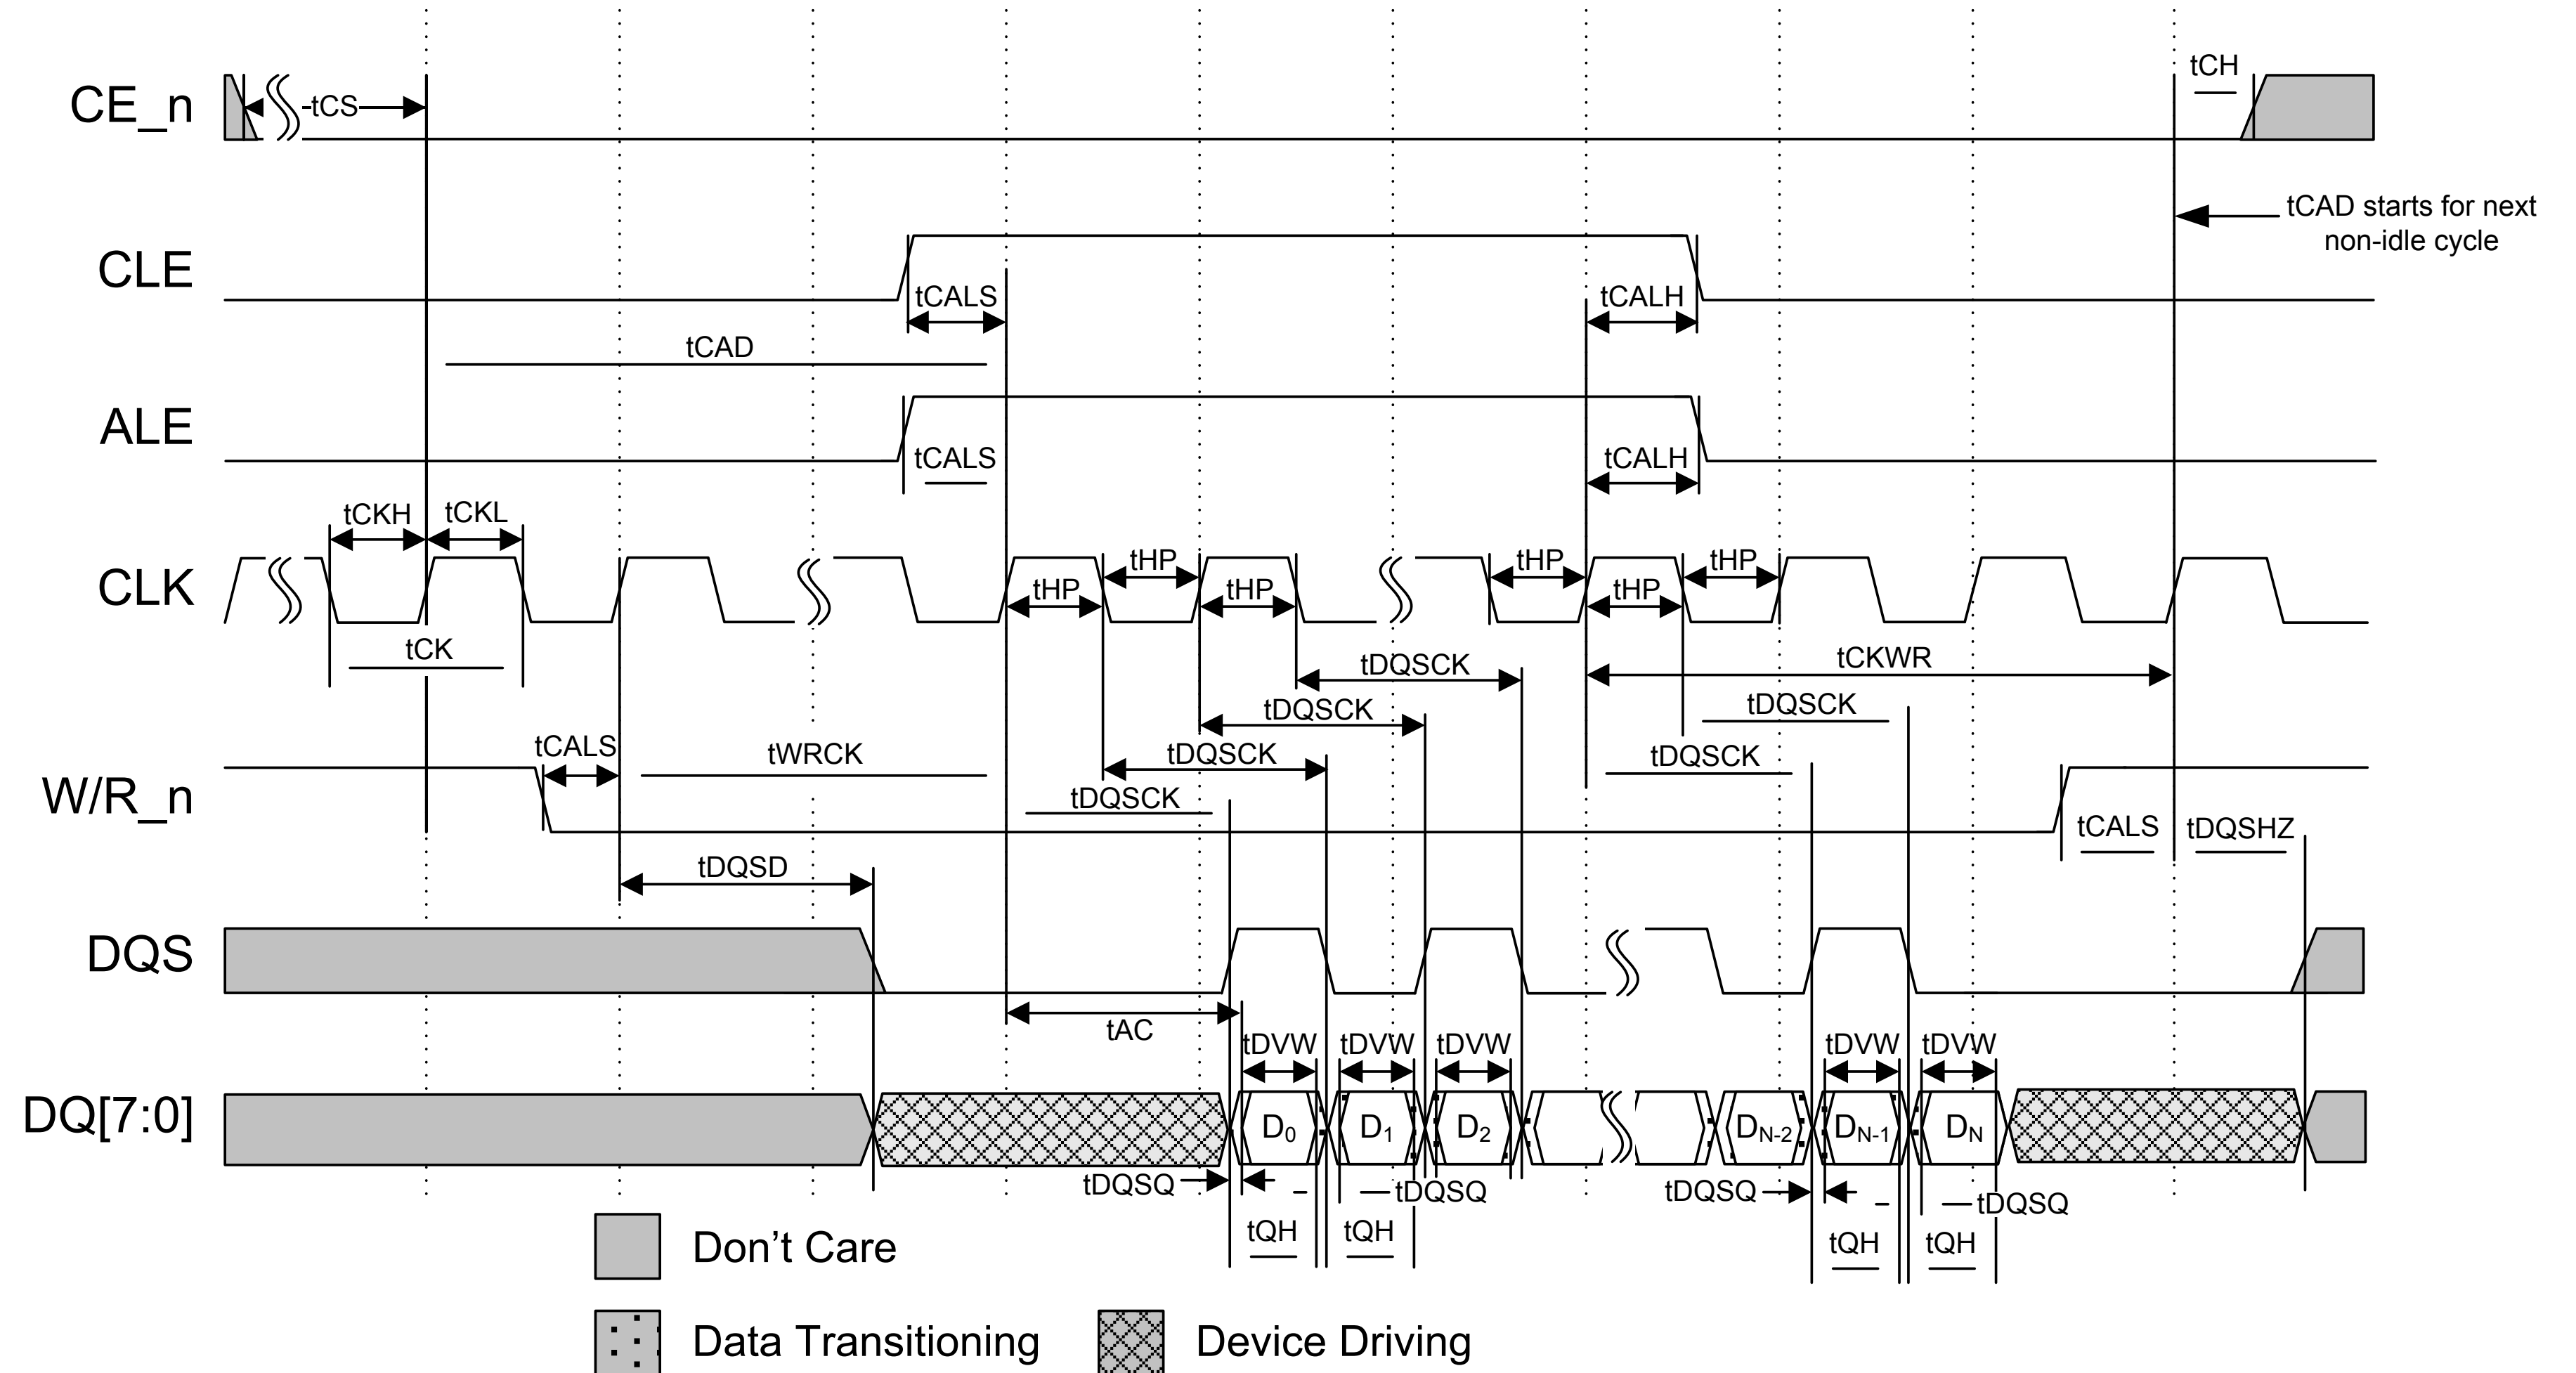 tCH
CE_n
tCS
tCAD starts for next
non-idle cycle
CLE
tCALS
tCALH
tCAD
ALE
tCALS
tCALH
tCKH
tCKL
CLK
tHP
tHP
tHP
tHP
tHP
tHP
tHP
tCK
tDQSCK
tCKWR
tDQSCK
tDQSCK
tCALS
tWRCK
tDQSCK
tDQSCK
W/R_n
tDQSCK
tCALS
tDQSHZ
tDQSD
DQS
tAC
tDVW
tDVW
tDVW
tDVW
tDVW
DQ[7:0]
D0
D1
D2
DN-2
DN-1
DN
tDQSQ
tDQSQ
tDQSQ
tDQSQ
tQH
tQH
tQH
tQH
Don't Care
Data Transitioning
Device Driving